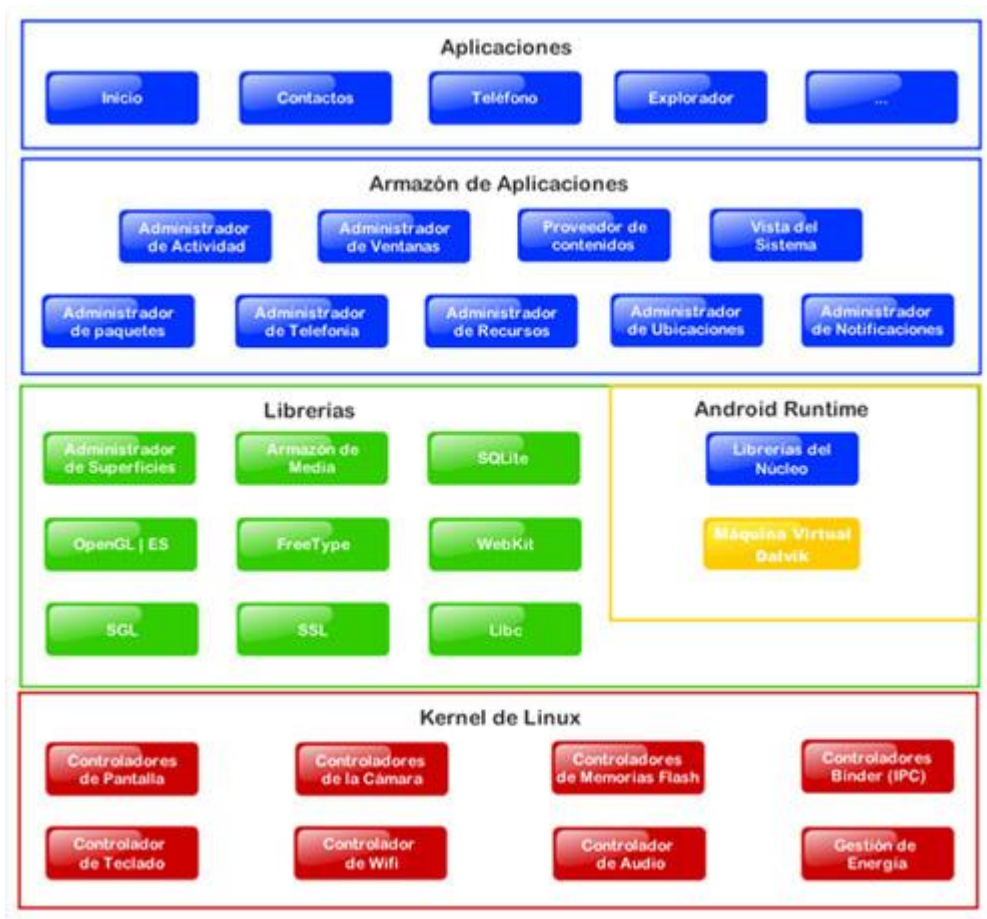 Aplicaciones
Inicio
Contactos
Teléfono
Explorador
...
Armazón de Aplicaciones
Administrador
de Actividad
Administrador
de Ventanas
Proveedor de
contenidos
Vista del
Sistema
Administrador
de paquetes
Administrador
de Telefonia
Administrador
de Recursos
Administrador
de Ubicaciones
Administrador
de Notificaciones
Librerias
Administrador
de Superficies
Armazón de
Media
SQLite
OpenGL | ES
FreeType
WebKit
SGL
SSL
Libc
Android Runtime
Librerías del
Núcleo
Máquina Virtual
Dalvik
Kernel de Linux
Controladores
de Pantalla
Controladores
de la Cámara
Controladores
de Memorias Flash
Controladores
Binder (IPC)
Controlador
de Teclado
Controlador
de Wifi
Controlador
de Audio
Gestión de
Energía